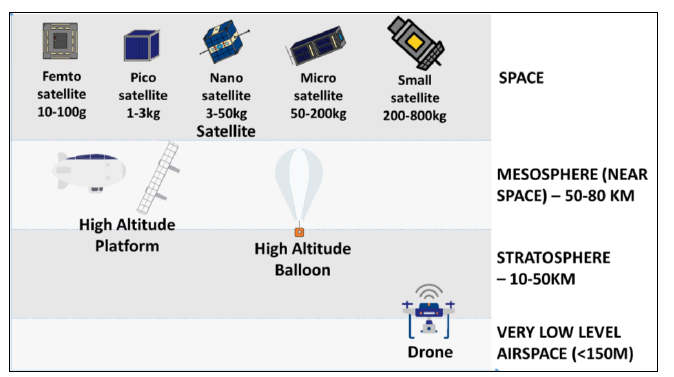 Femto
satellite
10-100g
Pico
satellite
1-3kg
Nano
satellite
3-50kg
Micro
satellite
50-200kg
Small
satellite
200-800kg
Satellite
SPACE
High Altitude
Platform
MESOSPHERE (NEAR
SPACE) – 50-80 KM
High Altitude
Balloon
STRATOSPHERE
– 10-50KM
Drone
VERY LOW LEVEL
AIRSPACE (<150M)